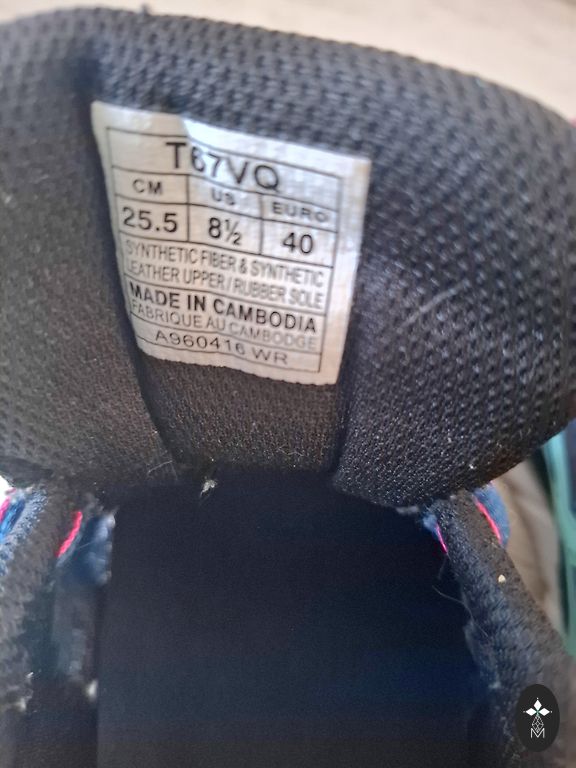 T67VQ
CM US EURO
25.5 8½ 40
SYNTHETIC FIBER & SYNTHETIC
LEATHER UPPER / RUBBER SOLE
MADE IN CAMBODIA
FABRIQUE AU CAMBODGE
A960416 WR
M